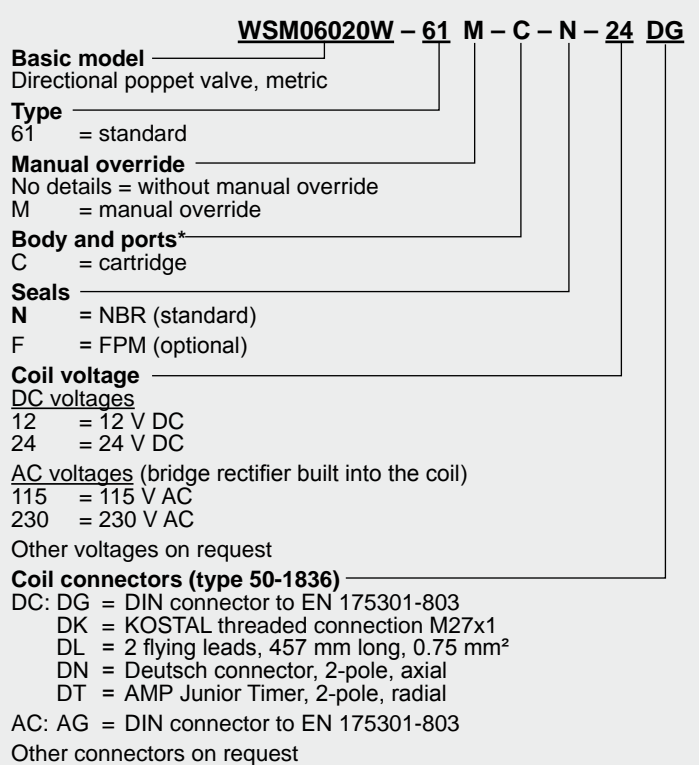 WSM06020W – 61 M – C – N – 24 DG
Basic model
Directional poppet valve, metric
Type
61 = standard
Manual override
No details = without manual override
M = manual override
Body and ports*
C = cartridge
Seals
N = NBR (standard)
F = FPM (optional)
Coil voltage
DC voltages
12 = 12 V DC
24 = 24 V DC
AC voltages (bridge rectifier built into the coil)
115 = 115 V AC
230 = 230 V AC
Other voltages on request
Coil connectors (type 50-1836)
DC: DG = DIN connector to EN 175301-803
DK = KOSTAL threaded connection M27x1
DL = 2 flying leads, 457 mm long, 0.75 mm²
DN = Deutsch connector, 2-pole, axial
DT = AMP Junior Timer, 2-pole, radial
AC: AG = DIN connector to EN 175301-803
Other connectors on request